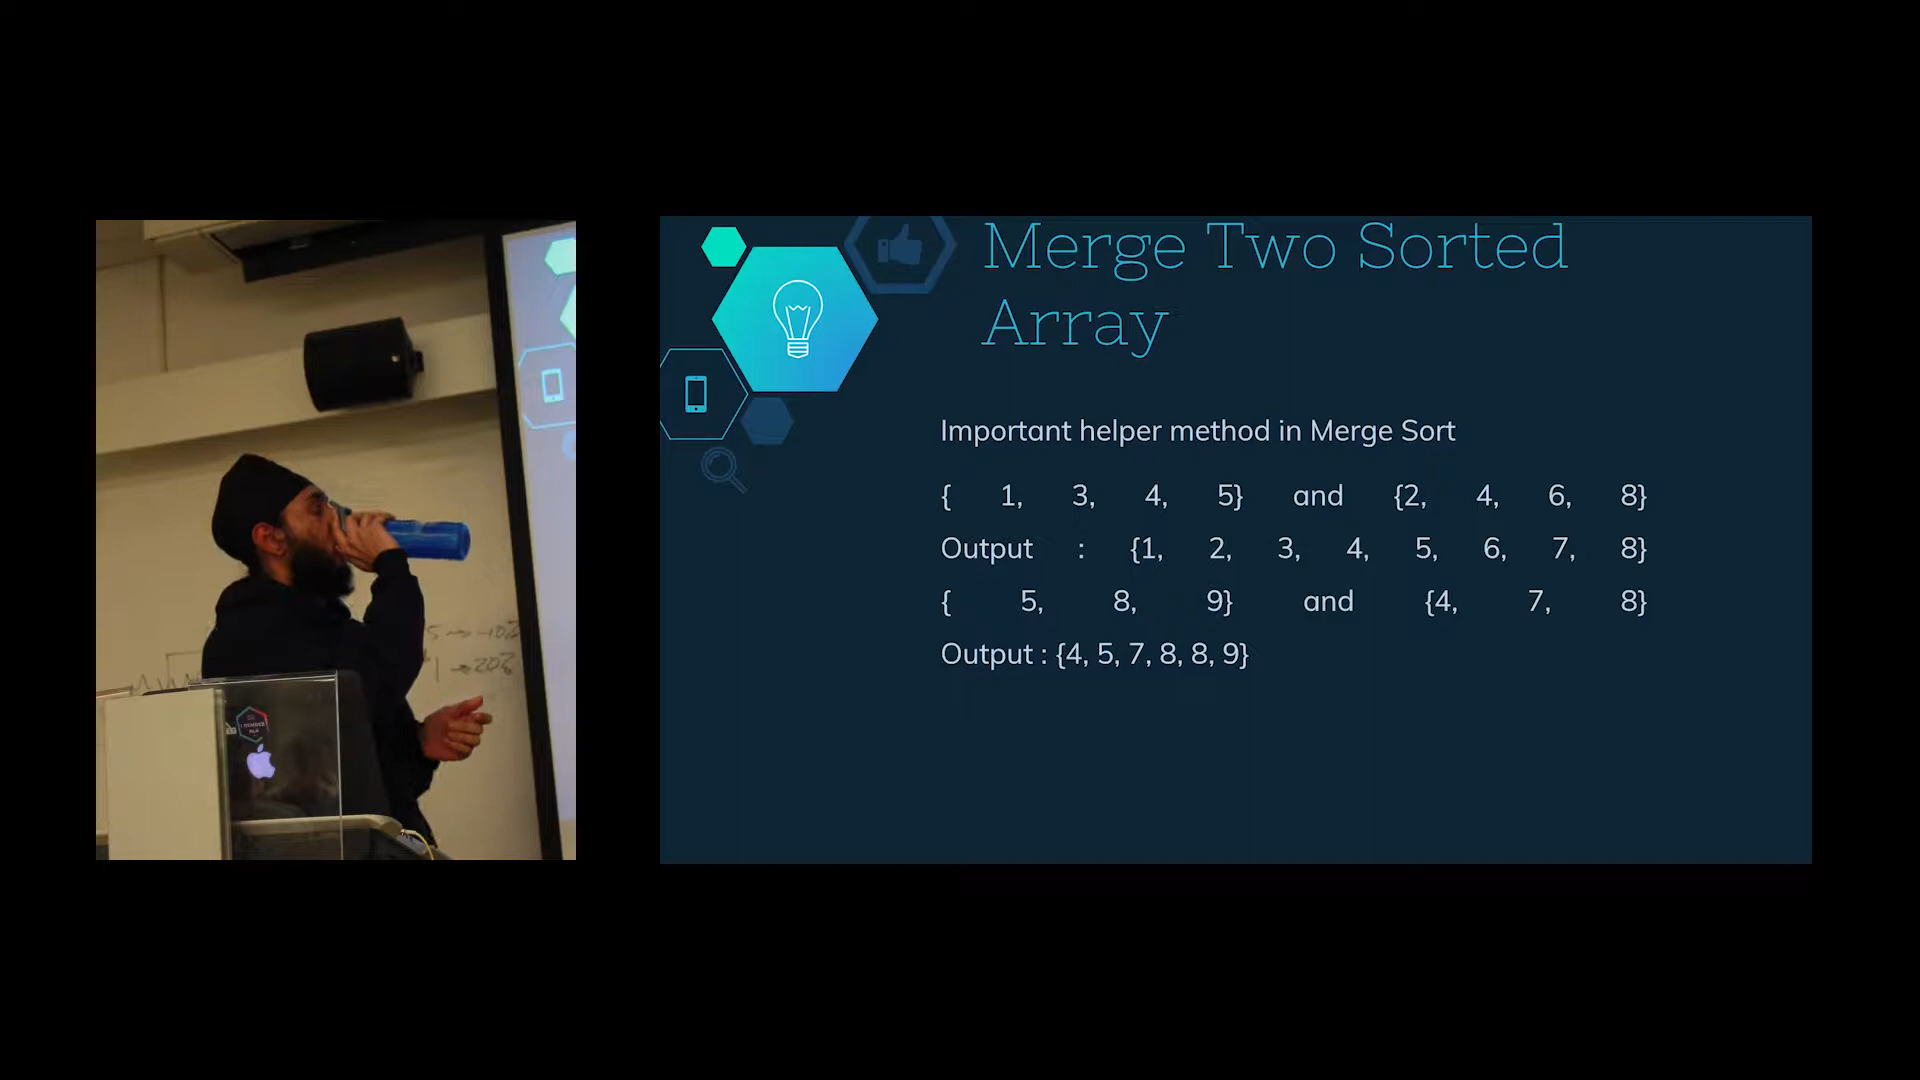 Merge Two Sorted
Array
Important helper method in Merge Sort
{ 1, 3, 4, 5} and {2, 4, 6, 8}
Output : {1, 2, 3, 4, 5, 6, 7, 8}
{ 5, 8, 9} and {4, 7, 8}
Output : {4, 5, 7, 8, 8, 9}